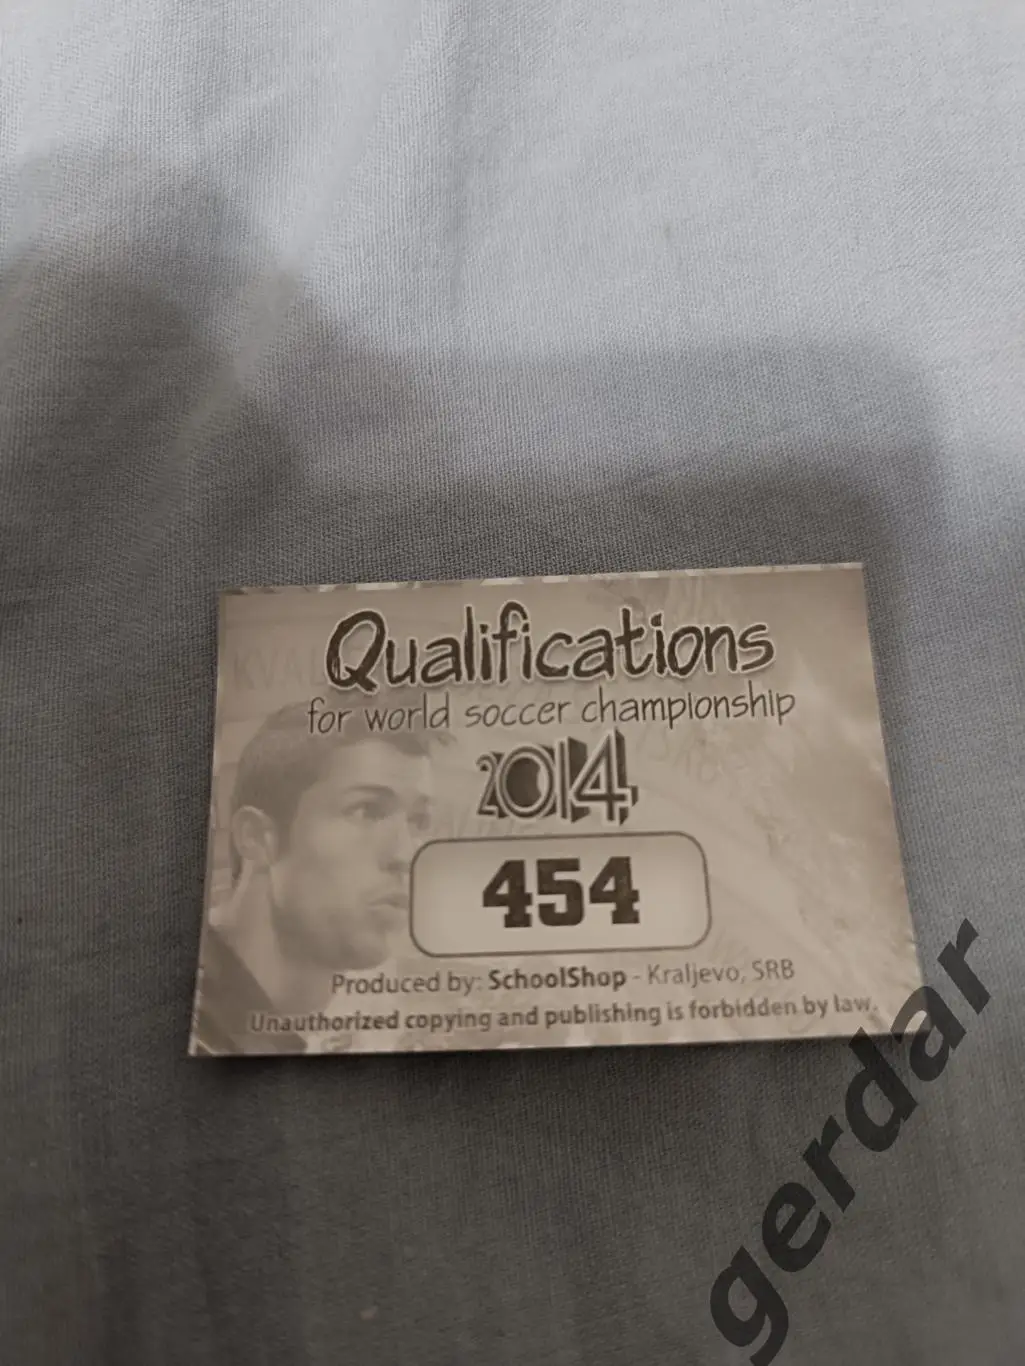 Qualifications
for world soccer championship
2014
454
Produced by: SchoolShop - Kraljevo, SRB
Unauthorized copying and publishing is forbidden by law.
gerdar